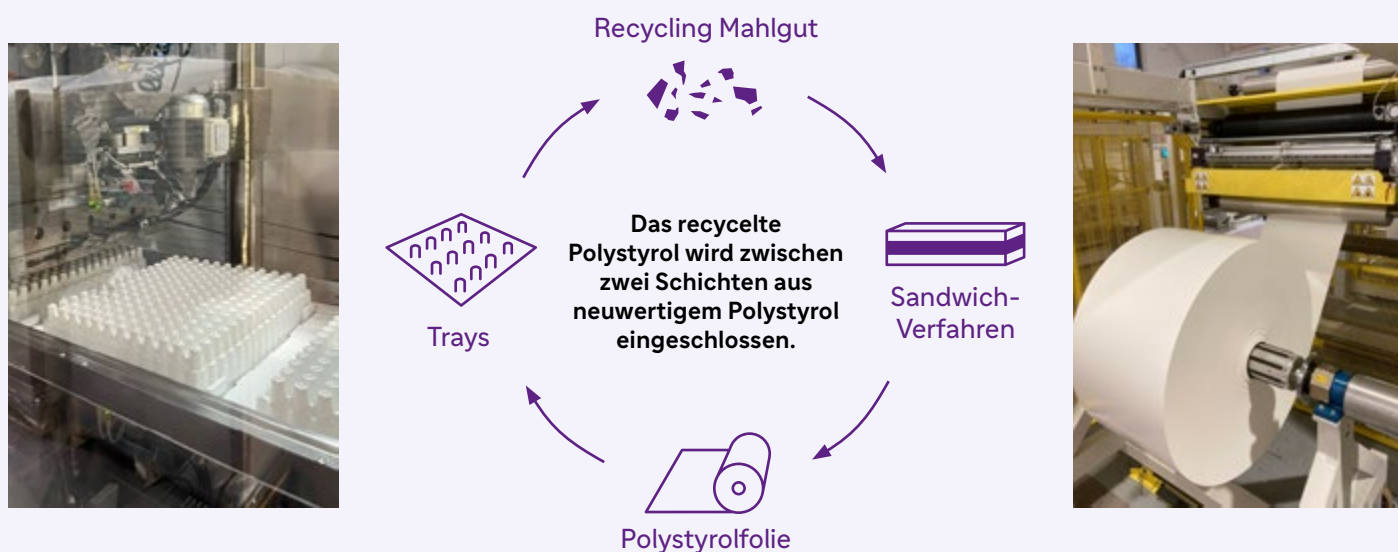 Recycling Mahlgut
Das recycelte
Polystyrol wird zwischen
zwei Schichten aus
neuwertigem Polystyrol
eingeschlossen.
Sandwich-
Verfahren
Trays
Polystyrolfolie